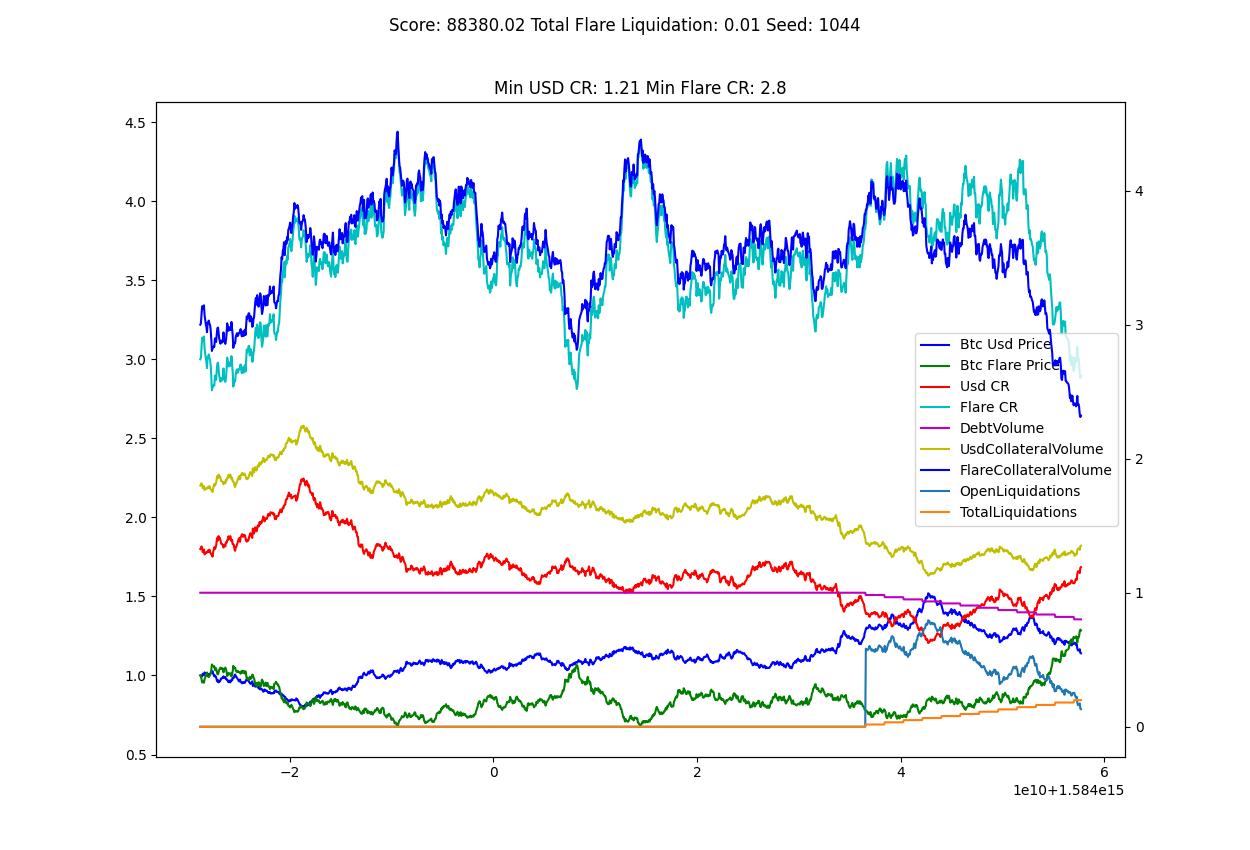 Score: 88380.02 Total Flare Liquidation: 0.01 Seed: 1044
Min USD CR: 1.21 Min Flare CR: 2.8
4.5
4.0
3.5
3.0
2.5
2.0
1.5
1.0
0.5
4
3
2
1
0
Btc Usd Price
Btc Flare Price
Usd CR
Flare CR
DebtVolume
UsdCollateralVolume
FlareCollateralVolume
OpenLiquidations
TotalLiquidations
−2 0 2 4 6
1e10+1.584e15